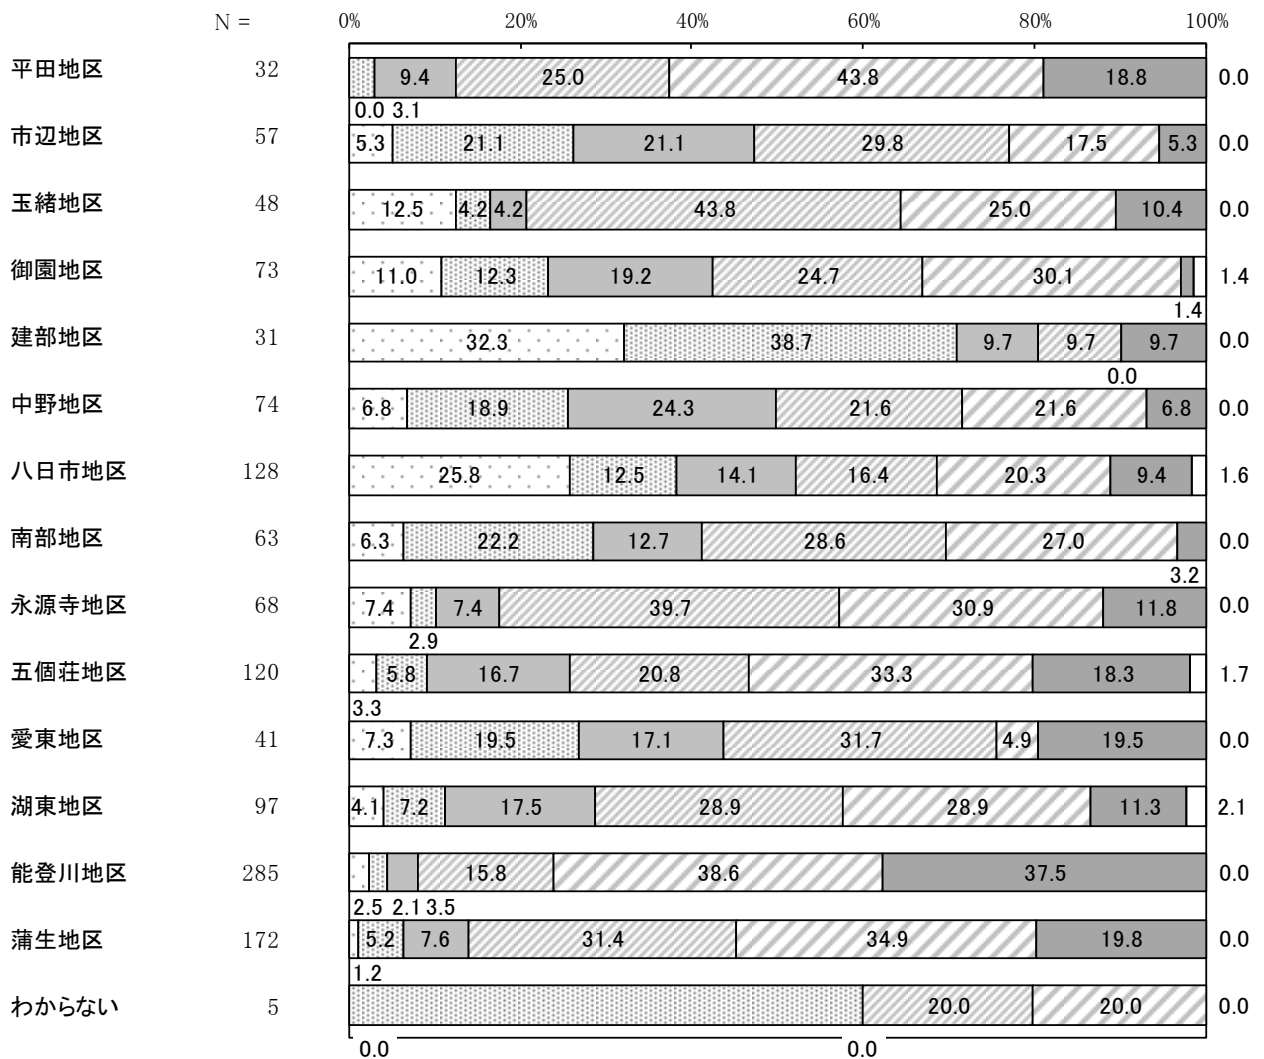 N = 0% 20% 40% 60% 80% 100%
平田地区 32 9.4 25.0 43.8 18.8 0.0
0.0 3.1
市辺地区 57 5.3 21.1 21.1 29.8 17.5 5.3 0.0
玉緒地区 48 12.5 4.2 4.2 43.8 25.0 10.4 0.0
御園地区 73 11.0 12.3 19.2 24.7 30.1 1.4
1.4
建部地区 31 32.3 38.7 9.7 9.7 9.7 0.0
0.0
中野地区 74 6.8 18.9 24.3 21.6 21.6 6.8 0.0
八日市地区 128 25.8 12.5 14.1 16.4 20.3 9.4 1.6
南部地区 63 6.3 22.2 12.7 28.6 27.0 0.0
3.2
永源寺地区 68 7.4 7.4 39.7 30.9 11.8 0.0
2.9
五個荘地区 120 5.8 16.7 20.8 33.3 18.3 1.7
3.3
愛東地区 41 7.3 19.5 17.1 31.7 4.9 19.5 0.0
湖東地区 97 4.1 7.2 17.5 28.9 28.9 11.3 2.1
能登川地区 285 15.8 38.6 37.5 0.0
2.5 2.1 3.5
蒲生地区 172 5.2 7.6 31.4 34.9 19.8 0.0
1.2
わからない 5 20.0 20.0 0.0
0.0 0.0